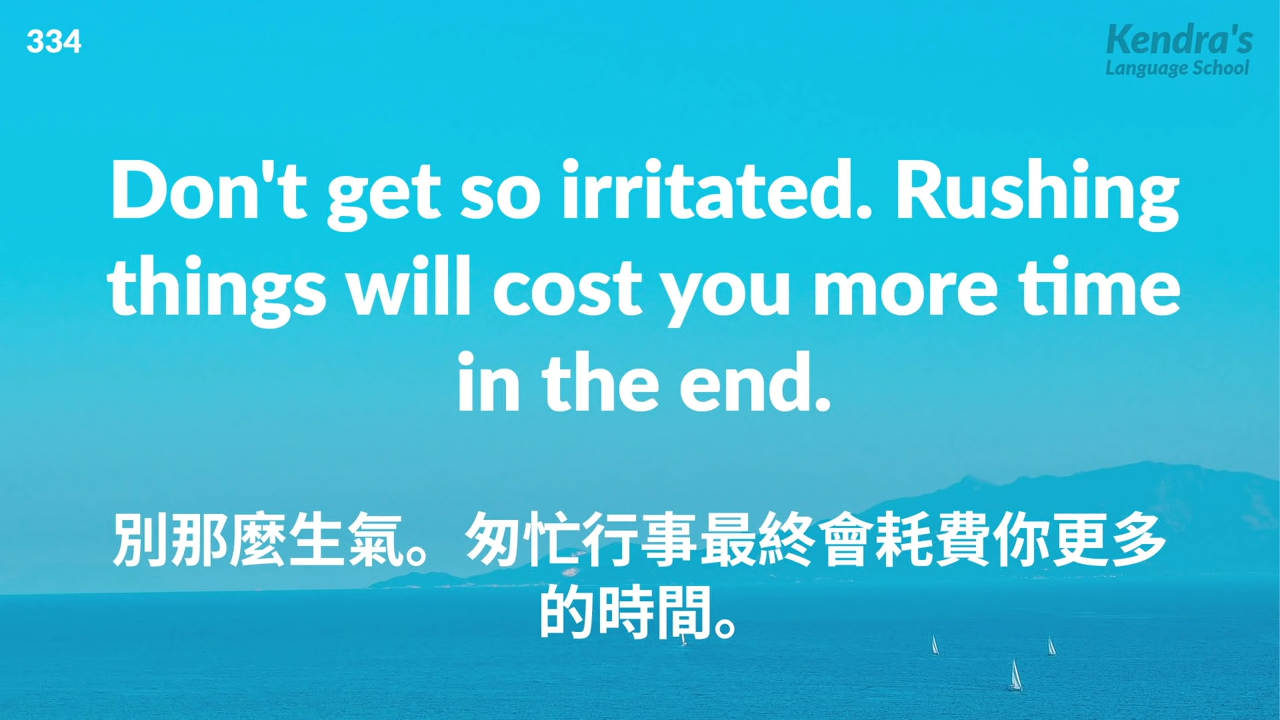 334
Kendra's
Language School
Don't get so irritated. Rushing
things will cost you more time
in the end.
別那麼生氣。匆忙行事最終會耗費你更多
的時間。